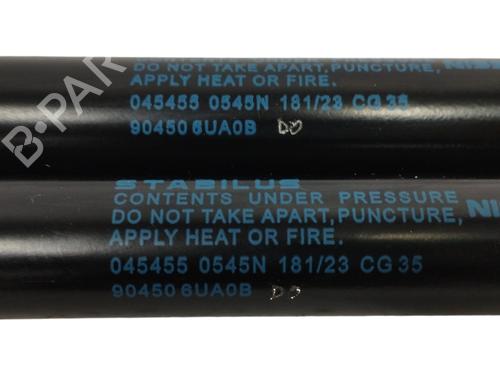 DO NOT TAKE APART, PUNCTURE,
APPLY HEAT OR FIRE.
045455 0545N 181/23 CG 35
90450 6UA0B
STABILUS
CONTENTS UNDER PRESSURE
DO NOT TAKE APART, PUNCTURE, NI
APPLY HEAT OR FIRE.
045455 0545N 181/23 CG 35
90450 6UA0B
B-PARTS